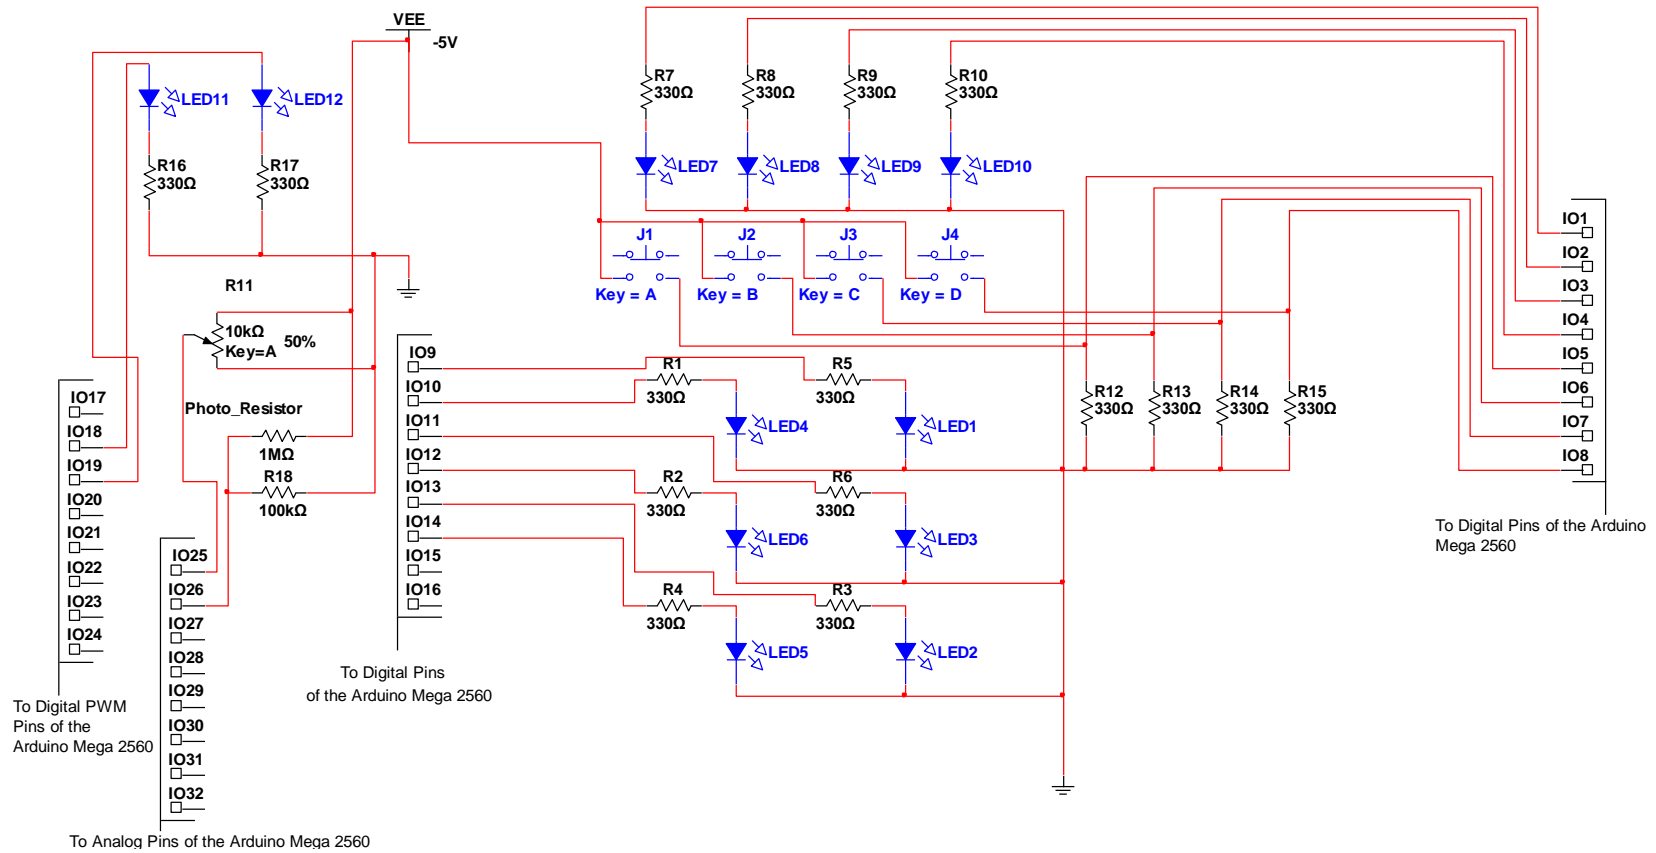 VEE
-5V
LED11
LED12
R16
330Ω
R17
330Ω
R7
330Ω
R8
330Ω
R9
330Ω
R10
330Ω
LED7
LED8
LED9
LED10
J1
J2
J3
J4
Key = A
Key = B
Key = C
Key = D
R11
10kΩ
Key=A
50%
Photo_Resistor
1MΩ
R18
100kΩ
IO1
IO2
IO3
IO4
IO5
IO6
IO7
IO8
To Digital Pins of the Arduino
Mega 2560
R12
330Ω
R13
330Ω
R14
330Ω
R15
330Ω
IO9
IO10
IO11
IO12
IO13
IO14
IO15
IO16
To Digital Pins
of the Arduino Mega 2560
R1
330Ω
R5
330Ω
LED4
LED1
R2
330Ω
R6
330Ω
LED6
LED3
R4
330Ω
R3
330Ω
LED5
LED2
IO17
IO18
IO19
IO20
IO21
IO22
IO23
IO24
To Digital PWM
Pins of the
Arduino Mega 2560
IO25
IO26
IO27
IO28
IO29
IO30
IO31
IO32
To Analog Pins of the Arduino Mega 2560